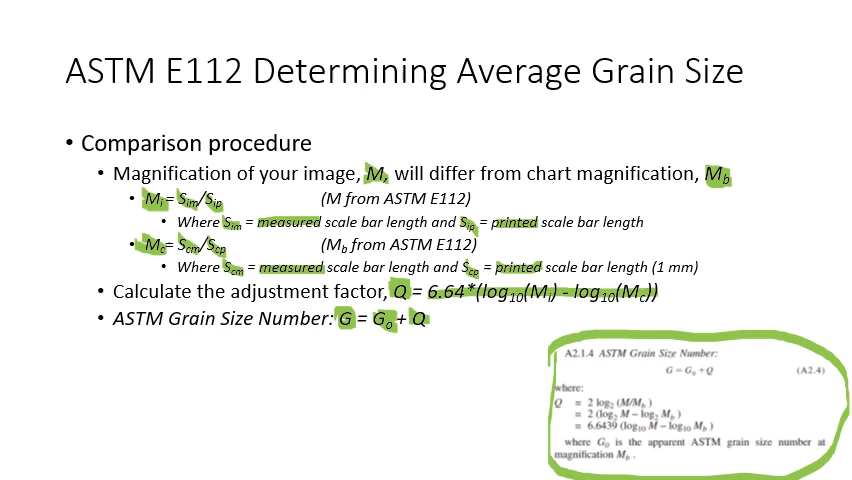 ASTM E112 Determining Average Grain Size
• Comparison procedure
• Magnification of your image, M, will differ from chart magnification, Mb
• Mi = Sim/Sip (M from ASTM E112)
• Where Sim = measured scale bar length and Sip = printed scale bar length
• Mc= Scm/Scp (Mb from ASTM E112)
• Where Scm = measured scale bar length and Scp = printed scale bar length (1 mm)
• Calculate the adjustment factor, Q = 6.64*(log10(Mi) - log10(Mc))
• ASTM Grain Size Number: G = Go + Q
A2.1.4 ASTM Grain Size Number:
G = Go + Q (A2.4)
where:
Q = 2 log2 (M/Mb )
= 2 (log2 M – log2 Mb )
= 6.6439 (log10 M – log10 Mb )
where Go is the apparent ASTM grain size number at
magnification Mb .